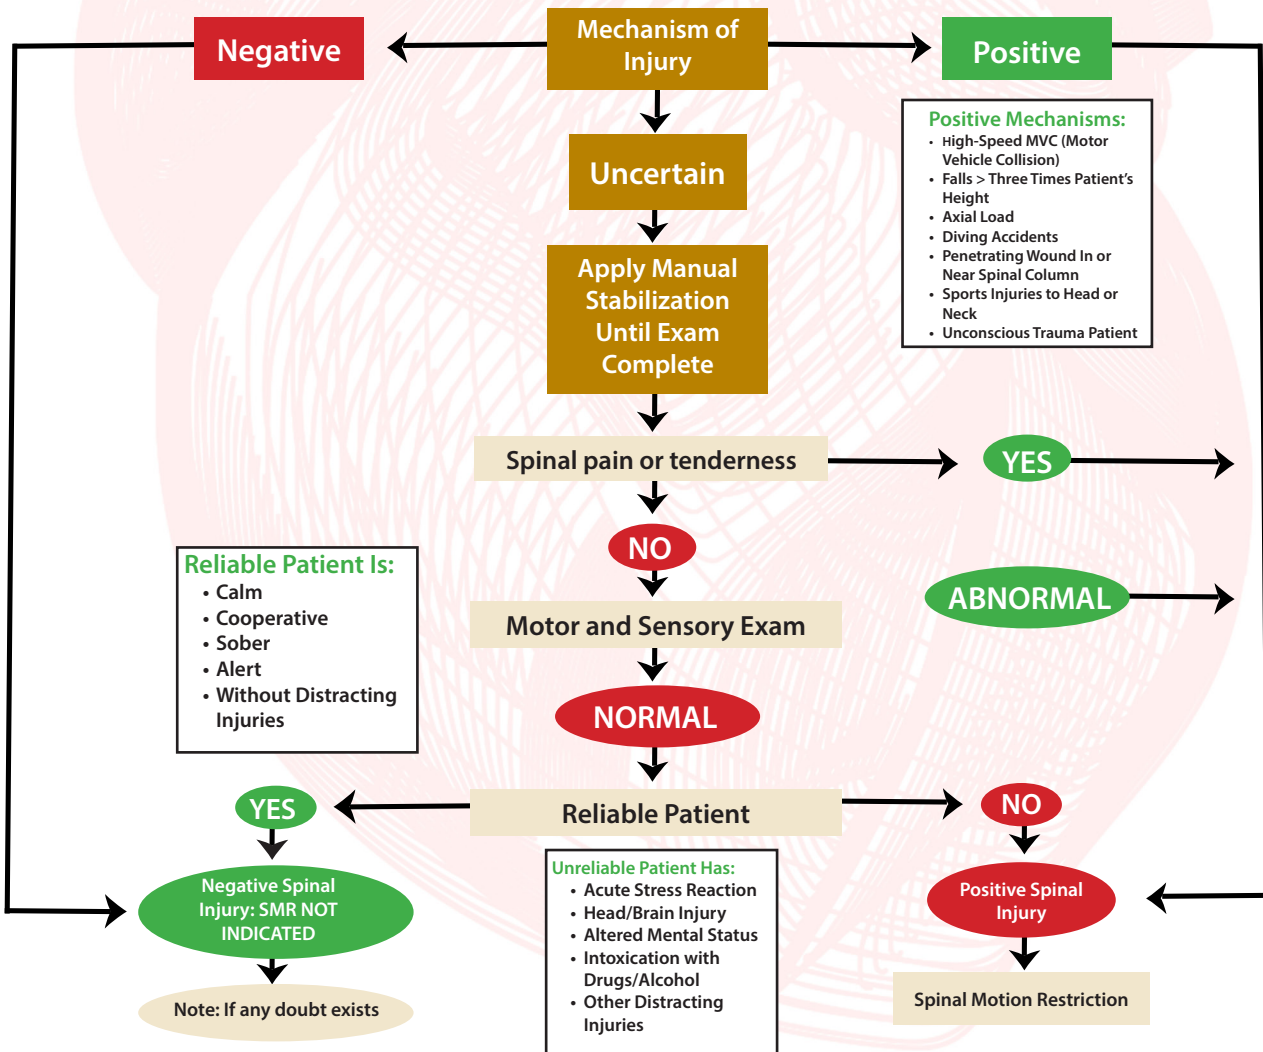 Negative
Mechanism of
Injury
Positive
Positive Mechanisms:
• High-Speed MVC (Motor
Vehicle Collision)
• Falls > Three Times Patient's
Height
• Axial Load
• Diving Accidents
• Penetrating Wound In or
Near Spinal Column
• Sports Injuries to Head or
Neck
• Unconscious Trauma Patient
Uncertain
Apply Manual
Stabilization
Until Exam
Complete
Spinal pain or tenderness
YES
NO
Reliable Patient Is:
• Calm
• Cooperative
• Sober
• Alert
• Without Distracting
Injuries
ABNORMAL
Motor and Sensory Exam
NORMAL
YES
Reliable Patient
NO
Negative Spinal
Injury: SMR NOT
INDICATED
Unreliable Patient Has:
• Acute Stress Reaction
• Head/Brain Injury
• Altered Mental Status
• Intoxication with
Drugs/Alcohol
• Other Distracting
Injuries
Positive Spinal
Injury
Note: If any doubt exists
Spinal Motion Restriction